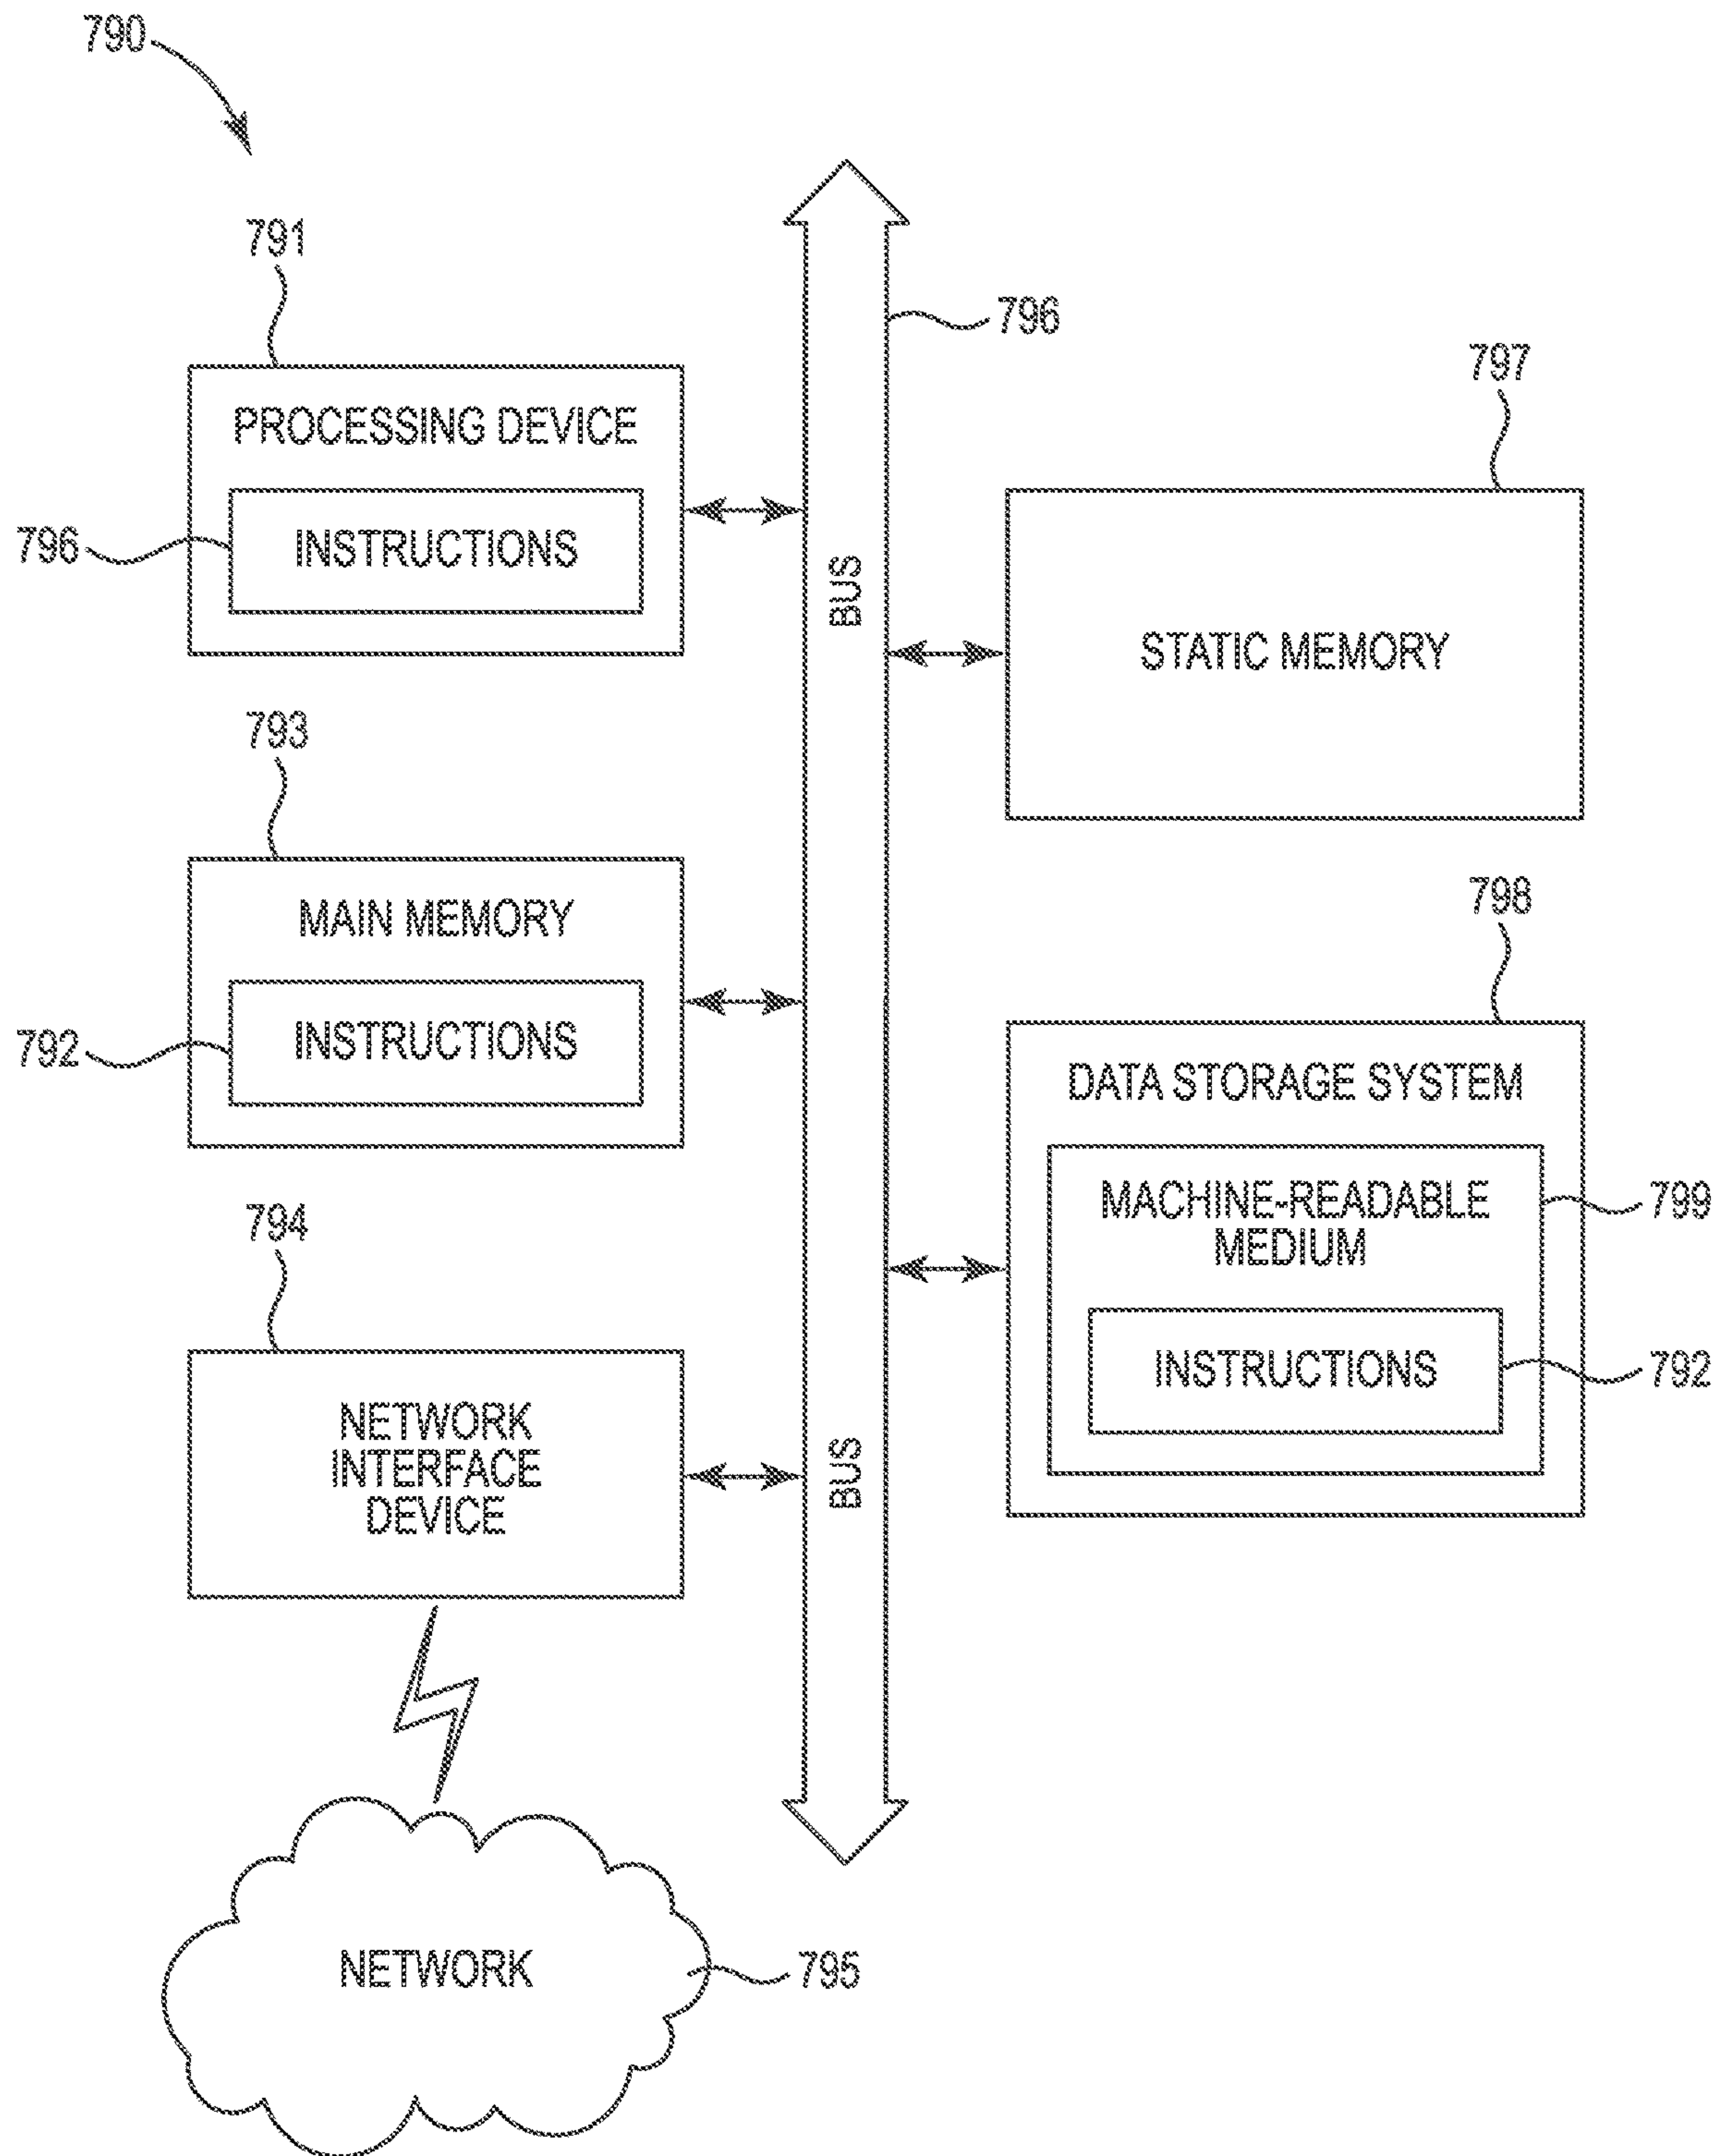 790
791
796
797
PROCESSING DEVICE
796
INSTRUCTIONS
BUS
STATIC MEMORY
793
798
MAIN MEMORY
792
INSTRUCTIONS
DATA STORAGE SYSTEM
MACHINE-READABLE
MEDIUM
799
794
INSTRUCTIONS
792
NETWORK
INTERFACE
DEVICE
BUS
NETWORK
795